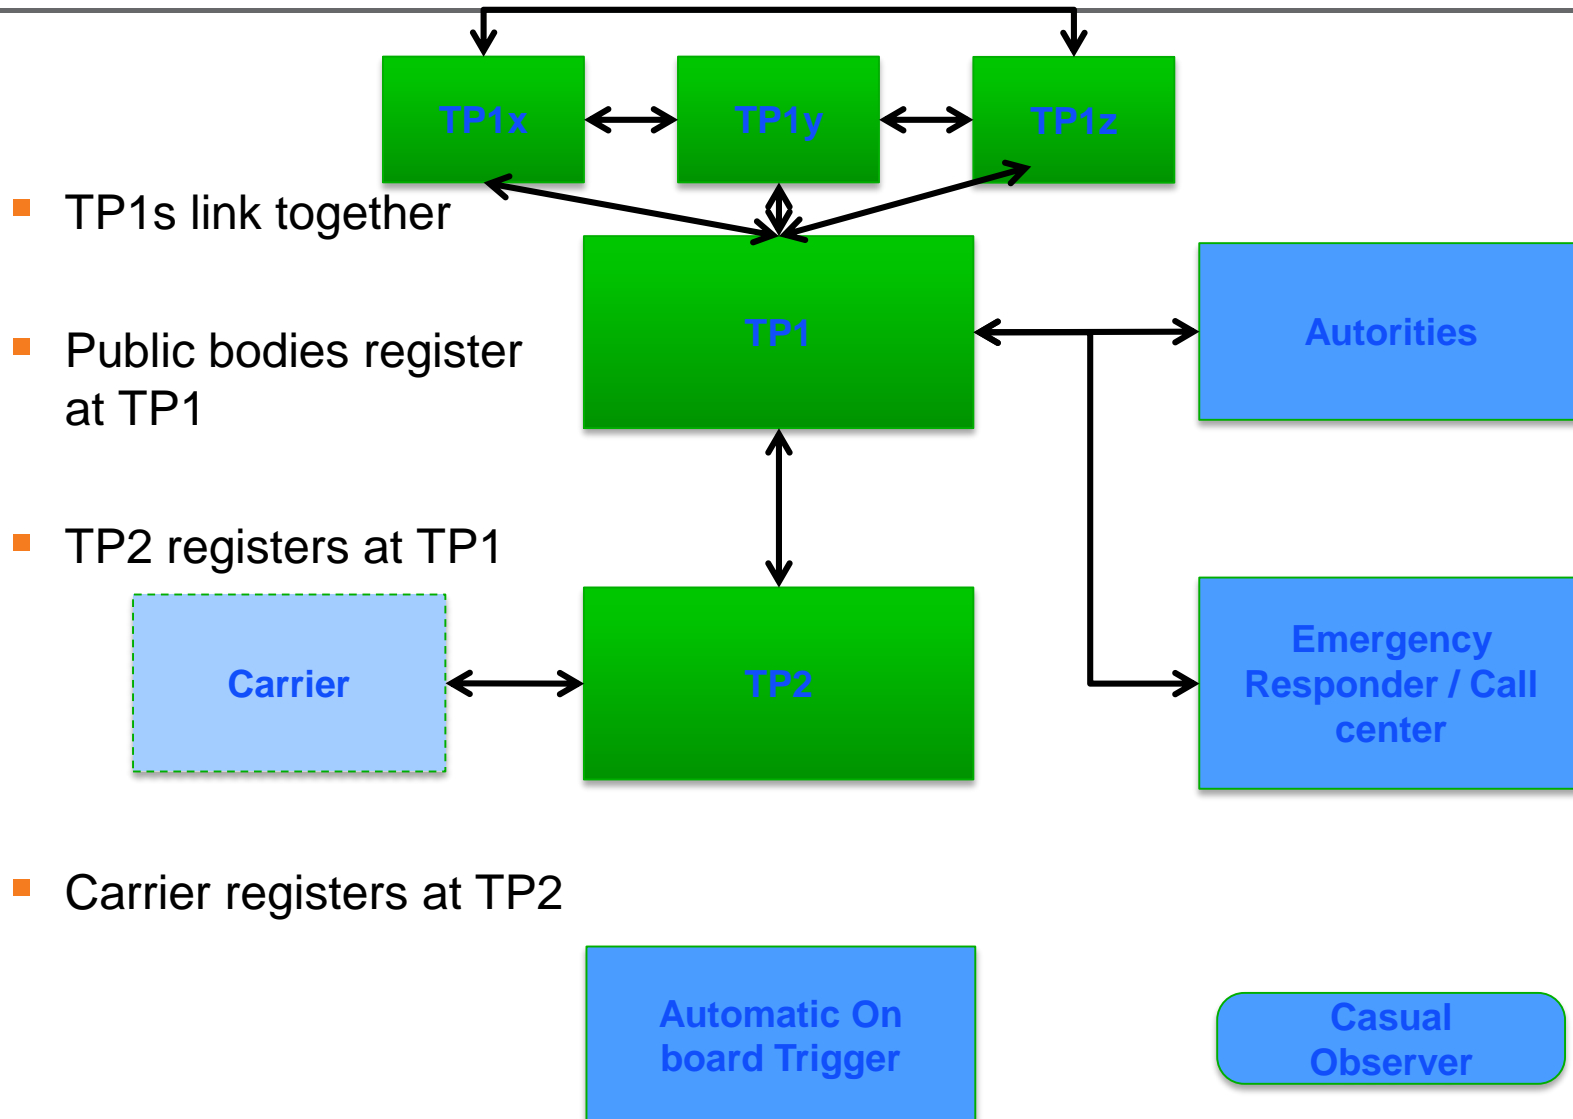 TP1x
TP1y
TP1z
TP1s link together
TP1
Autorities
Public bodies register
at TP1
TP2 registers at TP1
Carrier
TP2
Emergency
Responder / Call
center
Carrier registers at TP2
Automatic On
board Trigger
Casual
Observer